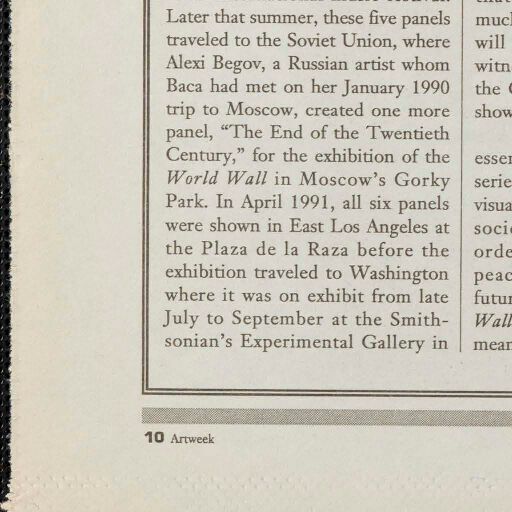 Later that summer, these five panels
traveled to the Soviet Union, where
Alexi Begov, a Russian artist whom
Baca had met on her January 1990
trip to Moscow, created one more
panel, “The End of the Twentieth
Century,” for the exhibition of the
World Wall in Moscow’s Gorky
Park. In April 1991, all six panels
were shown in East Los Angeles at
the Plaza de la Raza before the
exhibition traveled to Washington
where it was on exhibit from late
July to September at the Smith-
sonian’s Experimental Gallery in
will
the
show
essen
serie
visua
socie
orde
peac
futur
Wall
mean
10 Artweek